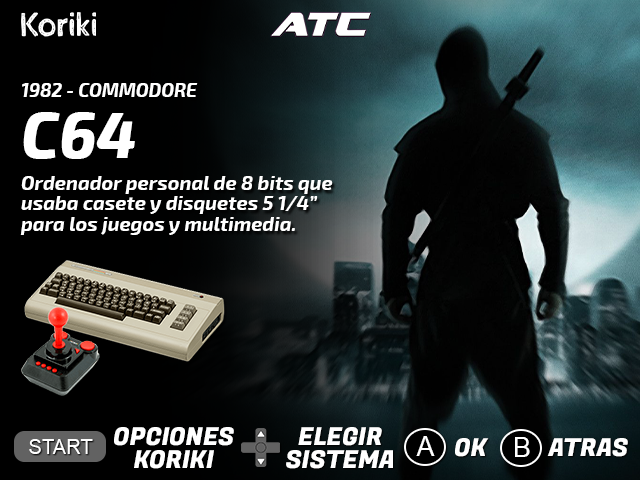 Koriki
ATC
1982 - COMMODORE
C64
Ordenador personal de 8 bits que
usaba casete y disquetes 5 1/4”
para los juegos y multimedia.
START
OPCIONES
KORIKI
ELEGIR
SISTEMA
A OK
B ATRAS